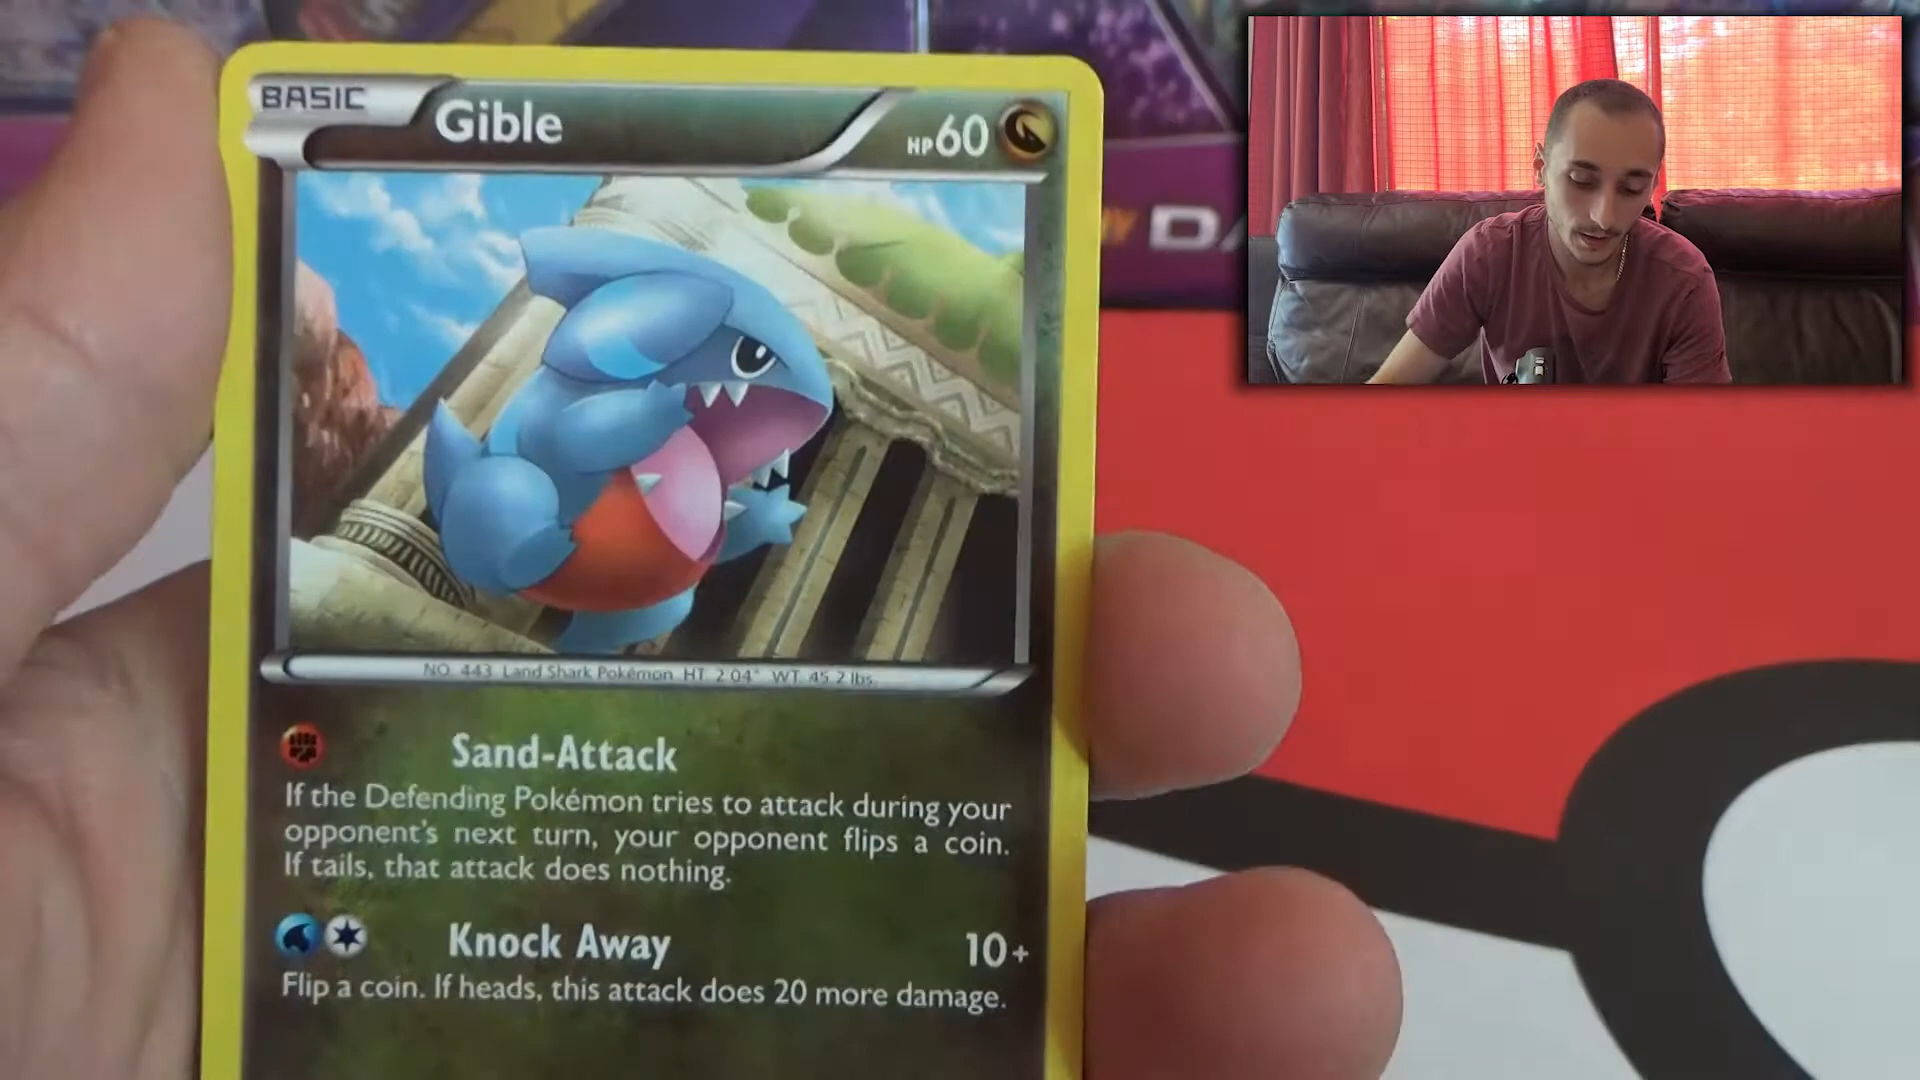 BASIC
Gible
HP60
NO. 443 Land Shark Pokémon HT 2'04" WT. 45.2 lbs.
Sand-Attack
If the Defending Pokémon tries to attack during your
opponent's next turn, your opponent flips a coin.
If tails, that attack does nothing.
Knock Away 10+
Flip a coin. If heads, this attack does 20 more damage.